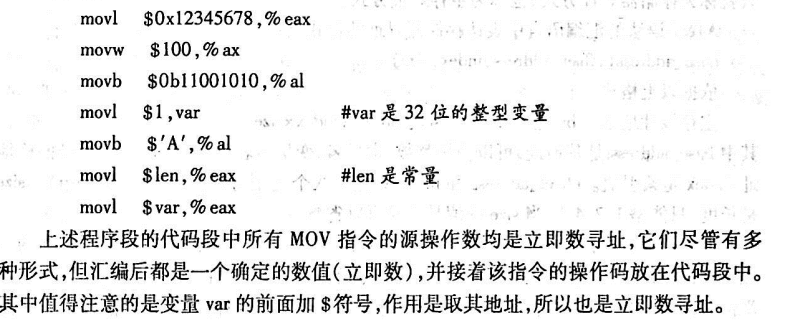 movl $0x12345678,%eax
movw $100,%ax
movb $0b11001010,%al
movl $1,var #var 是 32 位的整型变量
movb $'A',%al
movl $len,%eax #len 是常量
movl $var,%eax
上述程序段的代码段中所有 MOV 指令的源操作数均是立即数寻址,它们尽管有多
种形式,但汇编后都是一个确定的数值(立即数),并接着该指令的操作码放在代码段中。
其中值得注意的是变量 var 的前面加 $符号,作用是取其地址,所以也是立即数寻址。